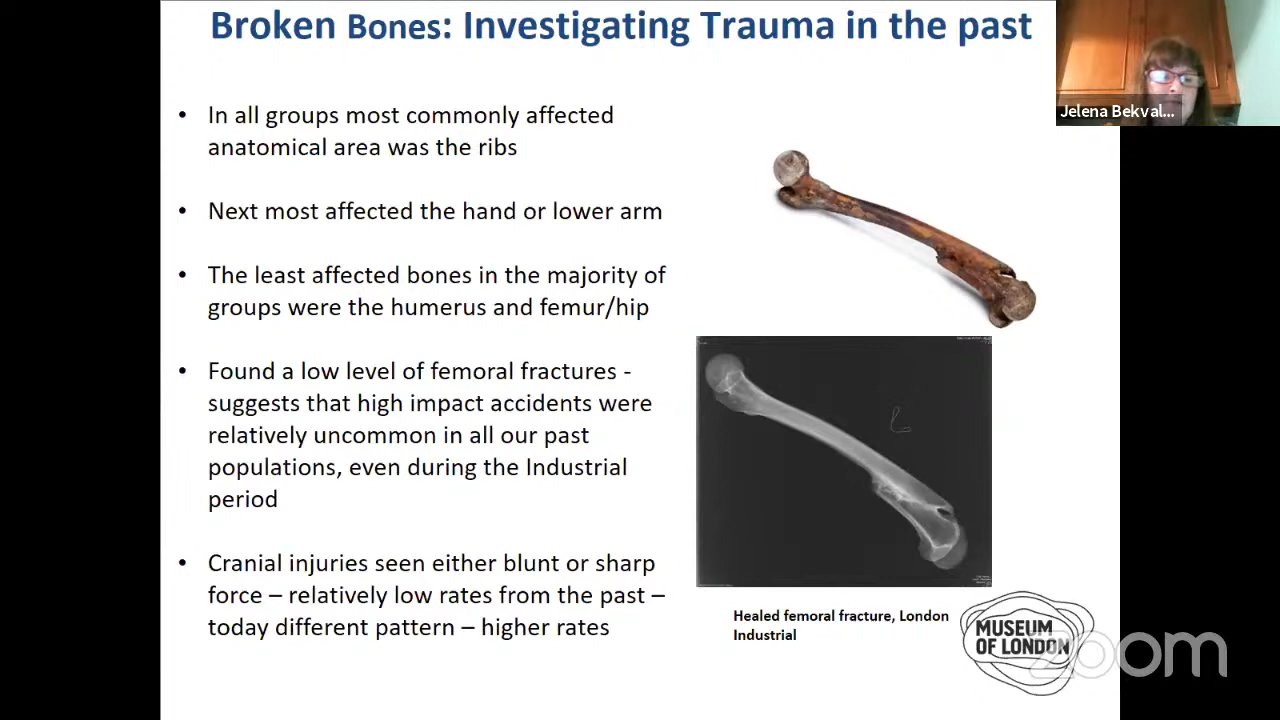 Broken Bones: Investigating Trauma in the past
Jelena Bekval...
• In all groups most commonly affected
anatomical area was the ribs
• Next most affected the hand or lower arm
• The least affected bones in the majority of
groups were the humerus and femur/hip
• Found a low level of femoral fractures -
suggests that high impact accidents were
relatively uncommon in all our past
populations, even during the Industrial
period
• Cranial injuries seen either blunt or sharp
force – relatively low rates from the past –
today different pattern – higher rates
Healed femoral fracture, London
Industrial
MUSEUM
OF LONDON
zoom